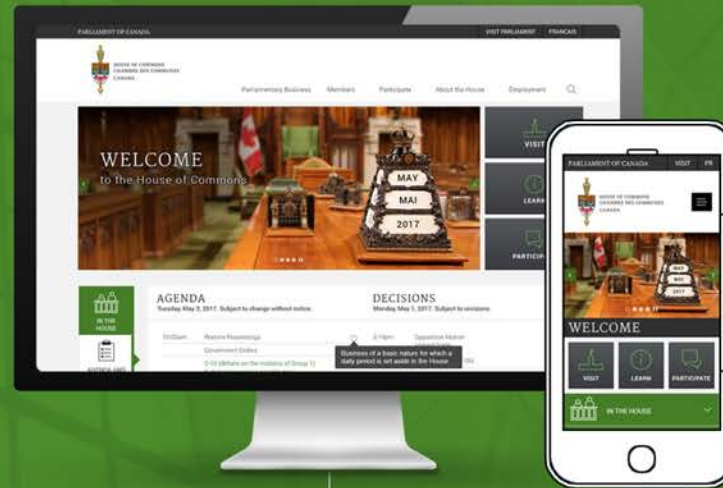 PARLIAMENT OF CANADA
VISIT PARLIAMENT FRANÇAIS
HOUSE OF COMMONS
CHAMBRE DES COMMUNES
CANADA
Parliamentary Business Members Participate About the House Employment
WELCOME
to the House of Commons
MAY
MAI
2017
VISIT
LEARN
IN THE
HOUSE
AGENDA
Tuesday, May 2, 2017. Subject to change without notice.
DECISIONS
Monday, May 1, 2017. Subject to revisions.
10:00am Routine Proceedings
Government Orders
Business of a basic nature for which a
daily period is set aside in the House
Opposition Motion
AGENDA AND
PARLIAMENT OF CANADA VISIT FR
HOUSE OF COMMONS
CHAMBRE DES COMMUNES
CANADA
MAY
MAI
2017
WELCOME
VISIT
LEARN
PARTICIPATE
IN THE HOUSE